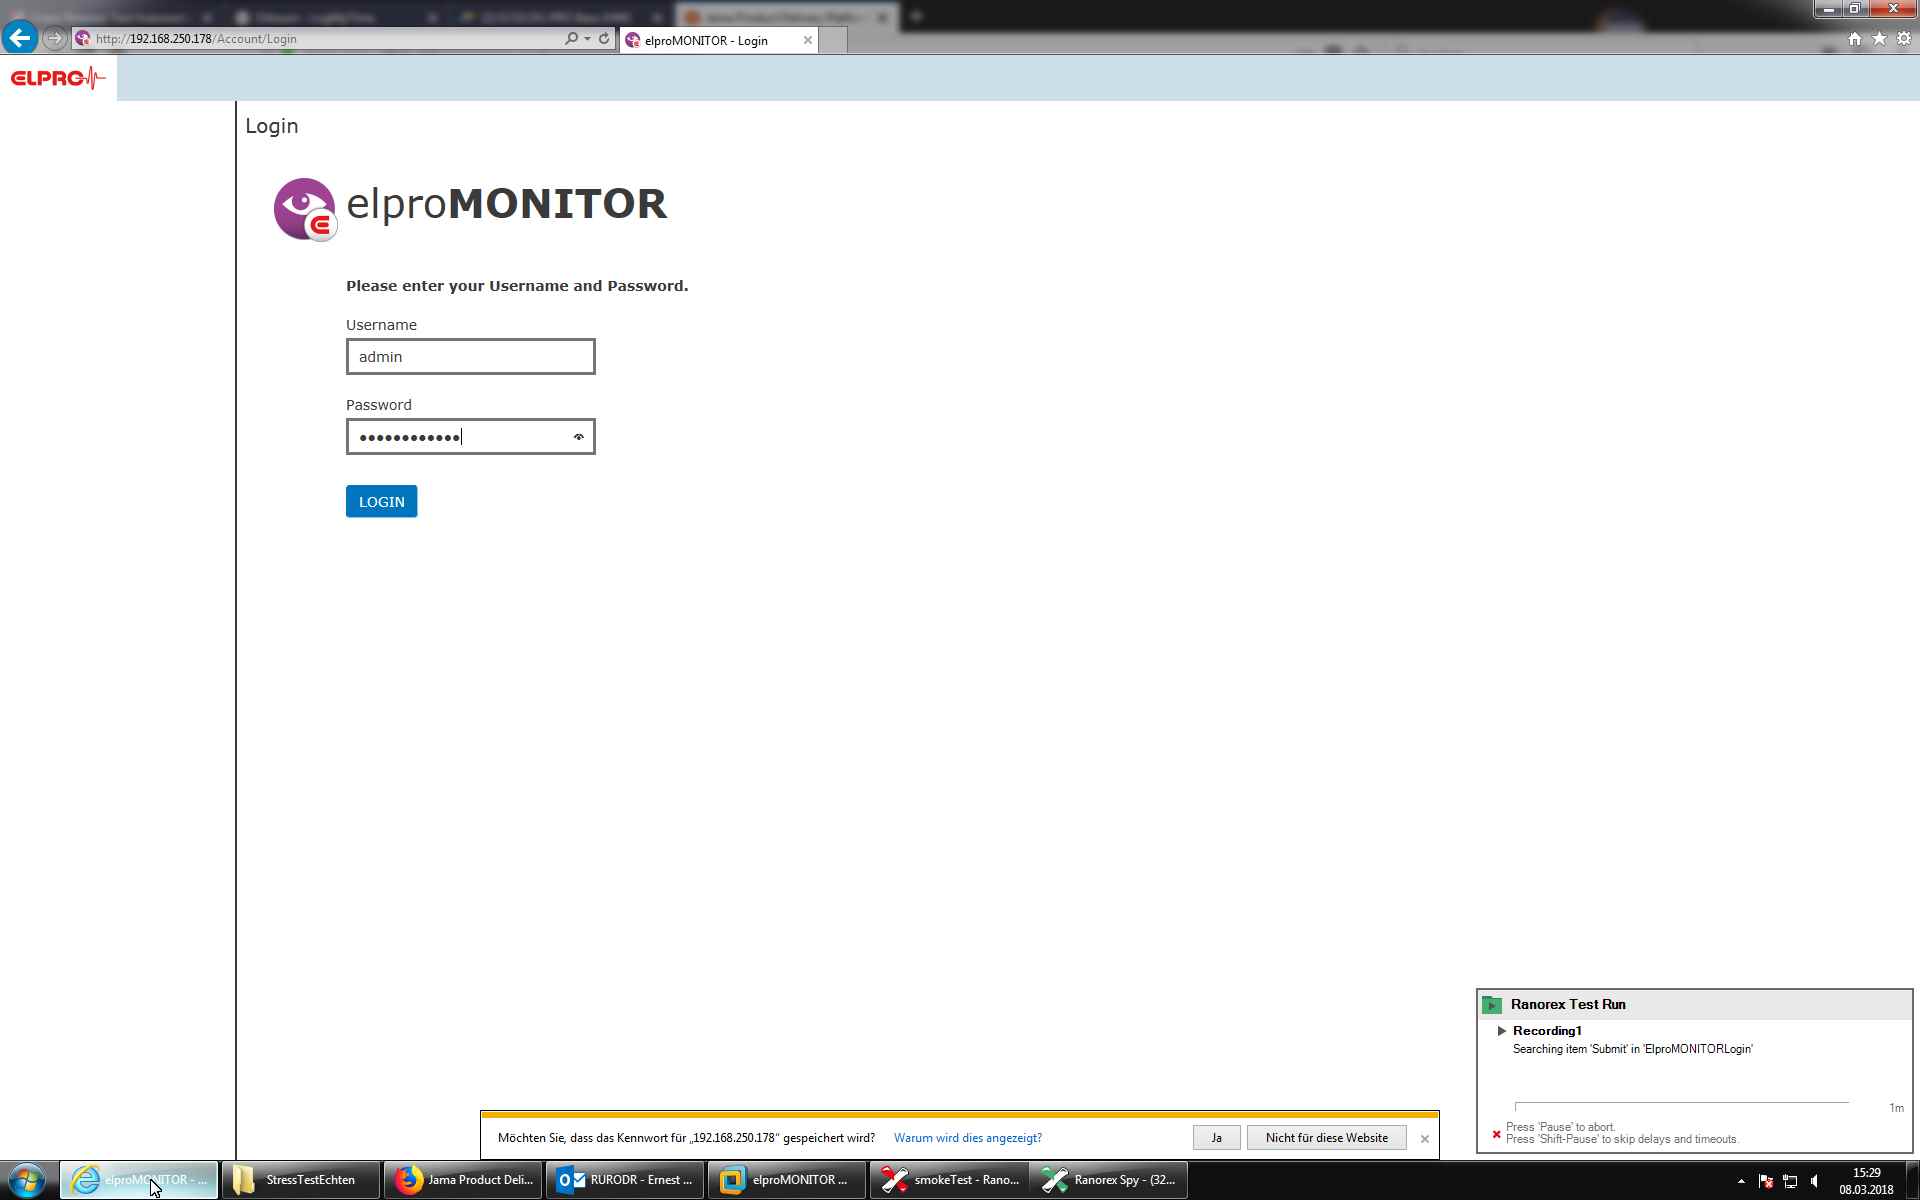 http://192.168.250.178/Account/Login
elproMONITOR - Login
ELPRO
Login
elproMONITOR
Please enter your Username and Password.
Username
admin
Password
LOGIN
Ranorex Test Run
Recording1
Searching item 'Submit' in 'ElproMONITORLogin'
1m
Press 'Pause' to abort.
Press 'Shift-Pause' to skip delays and timeouts.
Möchten Sie, dass das Kennwort für „192.168.250.178“ gespeichert wird? Warum wird dies angezeigt? Ja Nicht für diese Website
elproMONITOR - ... StressTestEchten Jama Product Deli... RURODR - Ernest ... elproMONITOR ... smokeTest - Rano... Ranorex Spy - (32...
15:29
08.03.2018